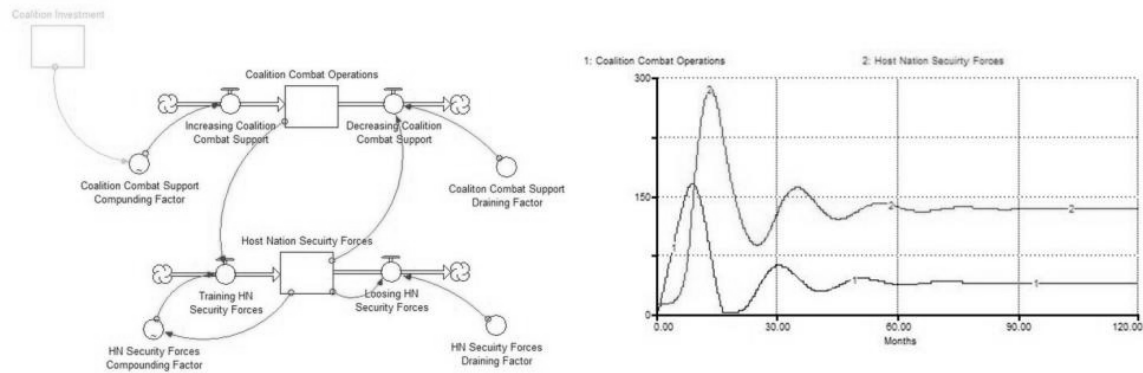 Coalition Investment
Coalition Combat Operations
Increasing Coalition
Combat Support
Decreasing Coalition
Combat Support
Coalition Combat Support
Compunding Factor
Coaliton Combat Support
Draining Factor
Host Nation Secuirty Forces
Training HN
Security Forces
Loosing HN
Security Forces
HN Security Forces
Compounding Factor
HN Secuirty Forces
Draining Factor
1: Coalition Combat Operations
2: Host Nation Secuirty Forces
300
150
0
1
2
2
1
2
2
1
1
0.00
30.00
60.00
90.00
120.00
Months